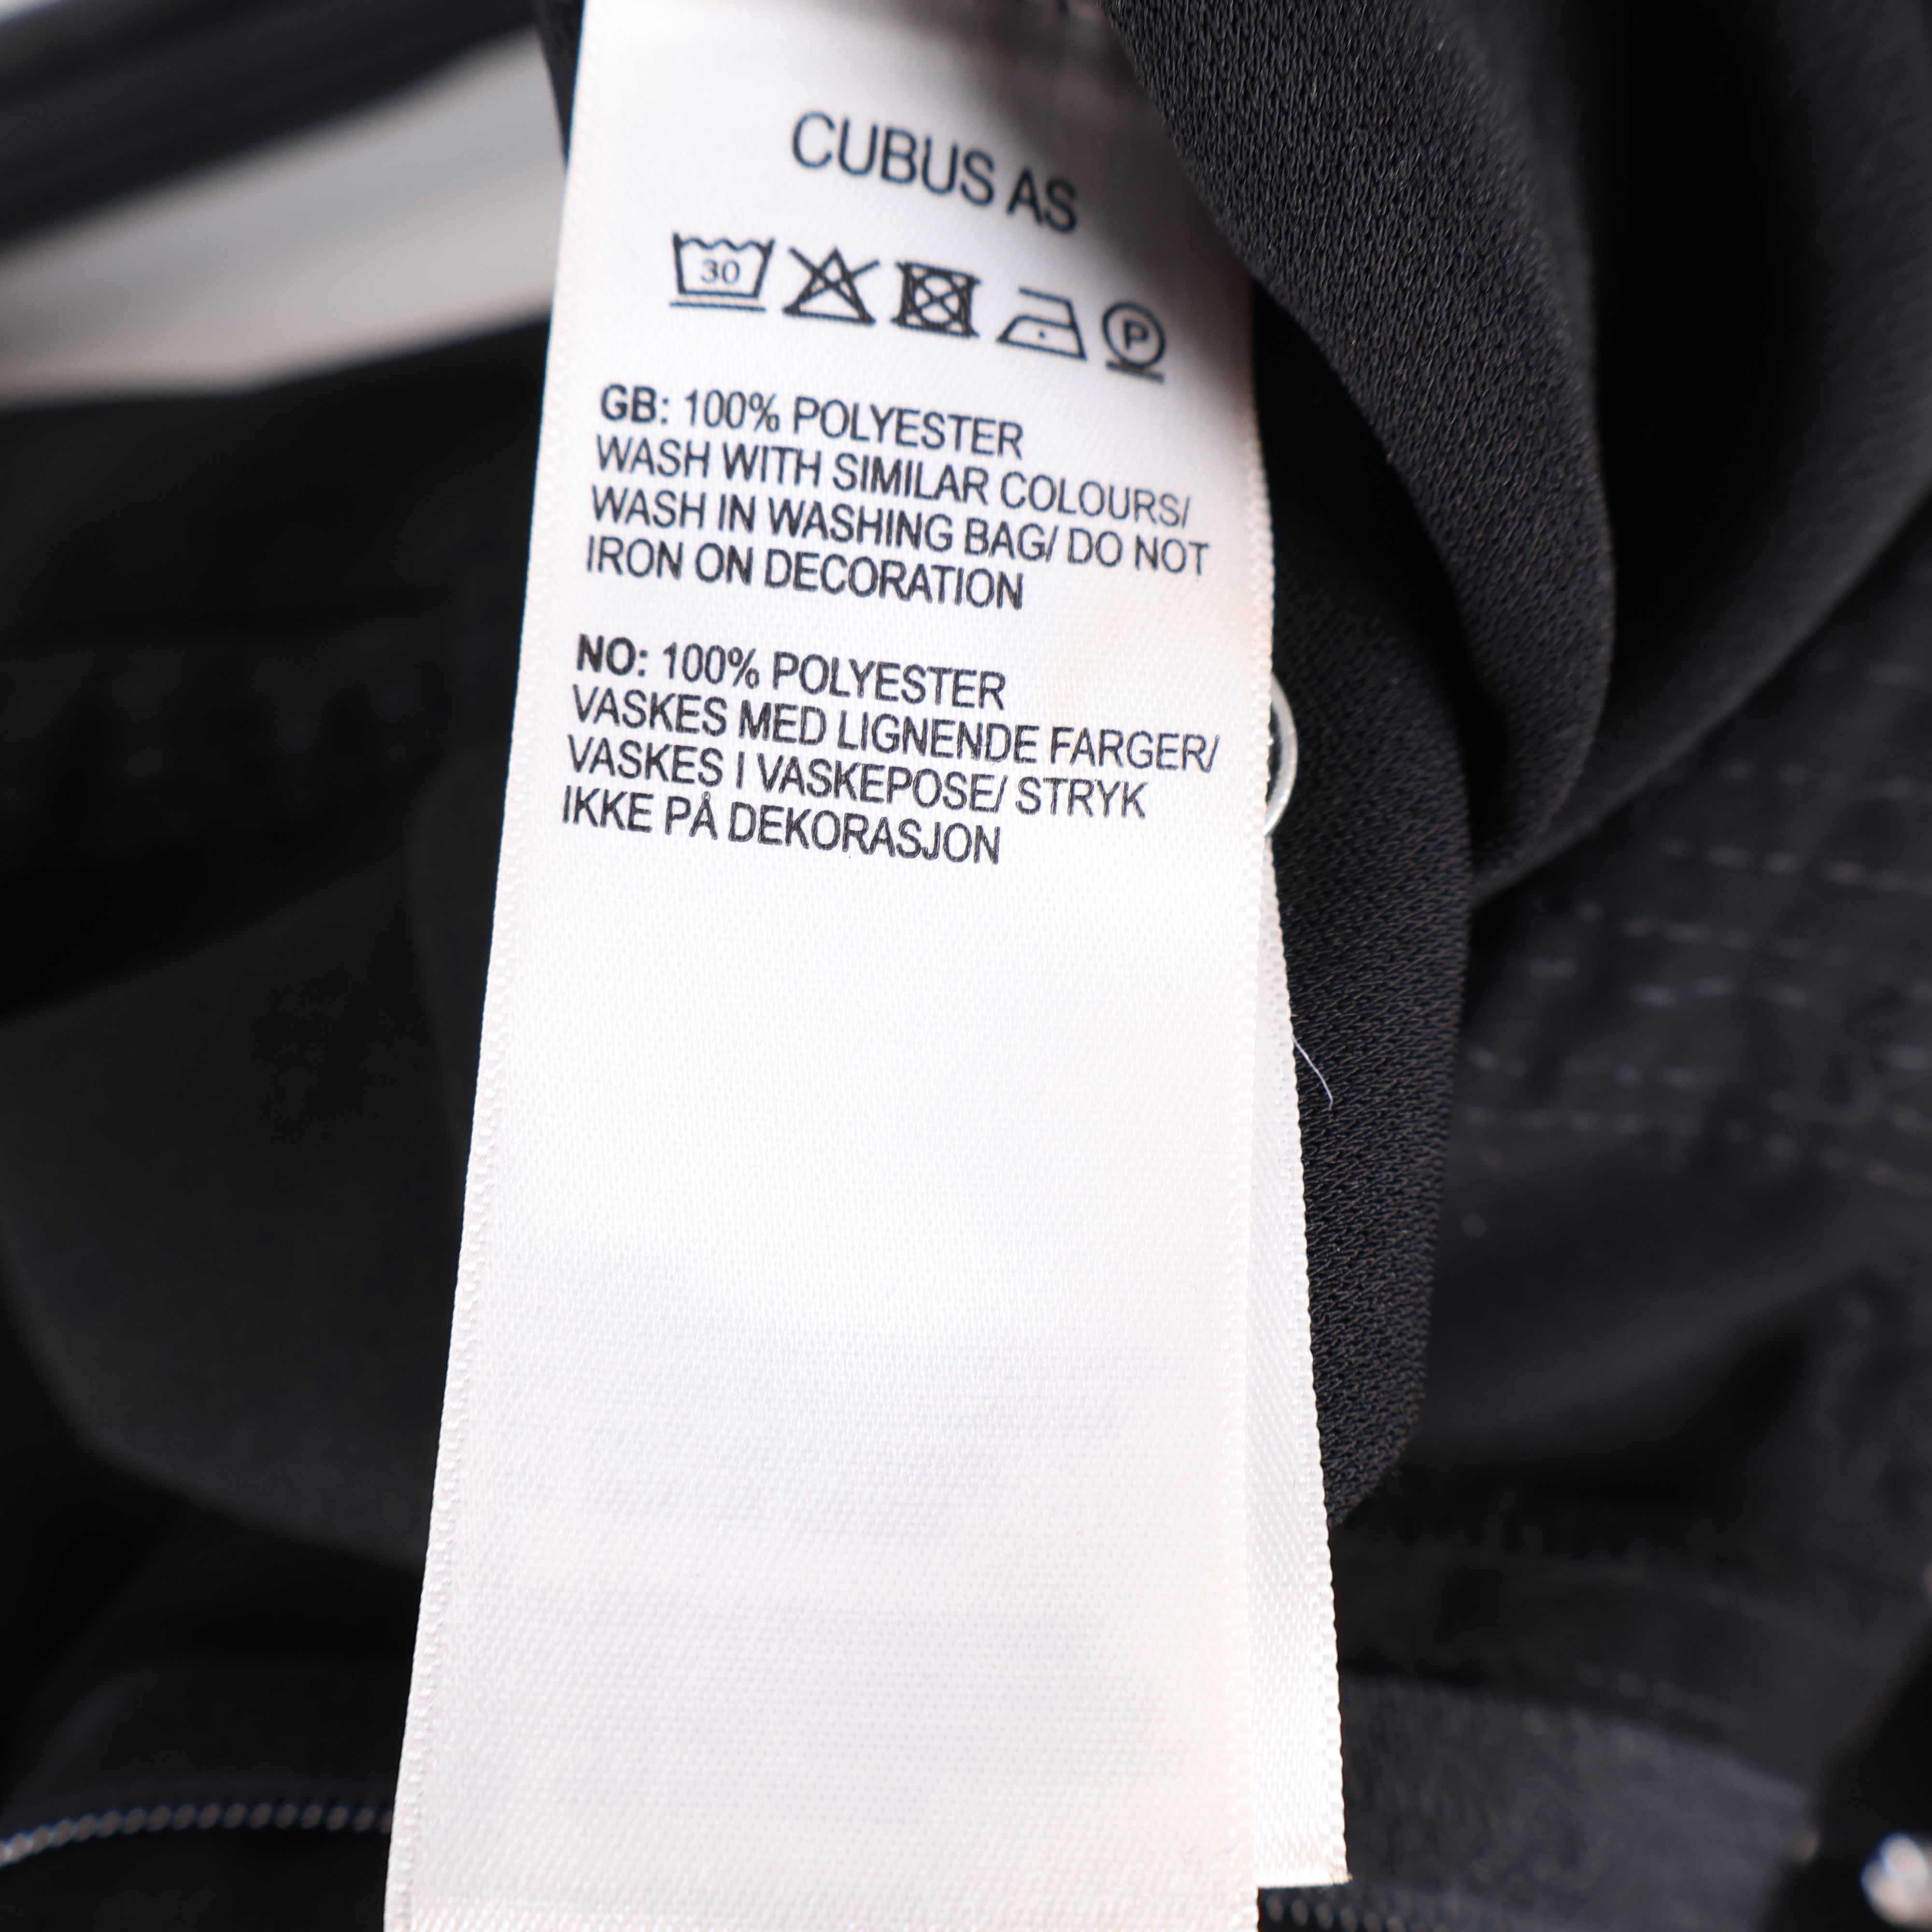 CUBUS AS
30
P
GB: 100% POLYESTER
WASH WITH SIMILAR COLOURS/
WASH IN WASHING BAG/ DO NOT
IRON ON DECORATION
NO: 100% POLYESTER
VASKES MED LIGNENDE FARGER/
VASKES I VASKEPOSE/ STRYK
IKKE PÅ DEKORASJON